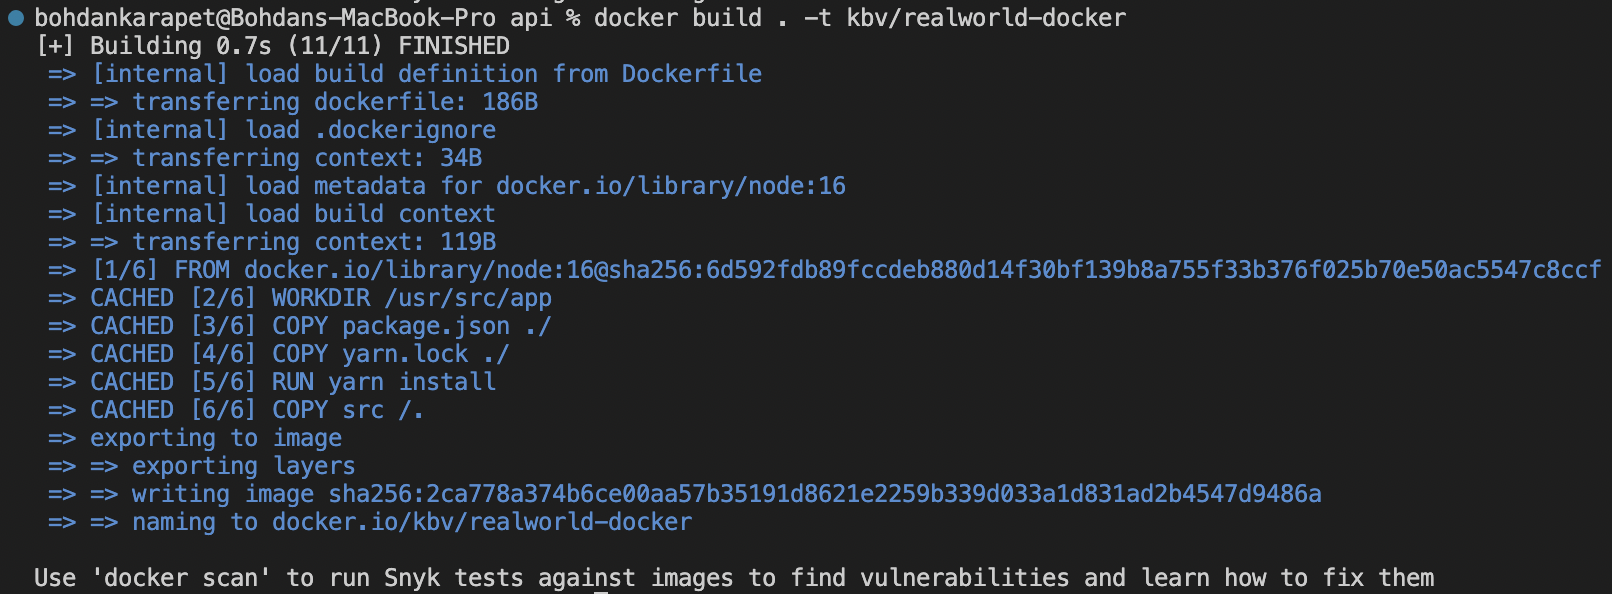 bohdankarapet@Bohdans-MacBook-Pro api % docker build . -t kbv/realworld-docker
[+] Building 0.7s (11/11) FINISHED
=> [internal] load build definition from Dockerfile
=> => transferring dockerfile: 186B
=> [internal] load .dockerignore
=> => transferring context: 34B
=> [internal] load metadata for docker.io/library/node:16
=> [internal] load build context
=> => transferring context: 119B
=> [1/6] FROM docker.io/library/node:16@sha256:6d592fdb89fccdeb880d14f30bf139b8a755f33b376f025b70e50ac5547c8ccf
=> CACHED [2/6] WORKDIR /usr/src/app
=> CACHED [3/6] COPY package.json ./
=> CACHED [4/6] COPY yarn.lock ./
=> CACHED [5/6] RUN yarn install
=> CACHED [6/6] COPY src /.
=> exporting to image
=> => exporting layers
=> => writing image sha256:2ca778a374b6ce00aa57b35191d8621e2259b339d033a1d831ad2b4547d9486a
=> => naming to docker.io/kbv/realworld-docker
Use 'docker scan' to run Snyk tests against images to find vulnerabilities and learn how to fix them